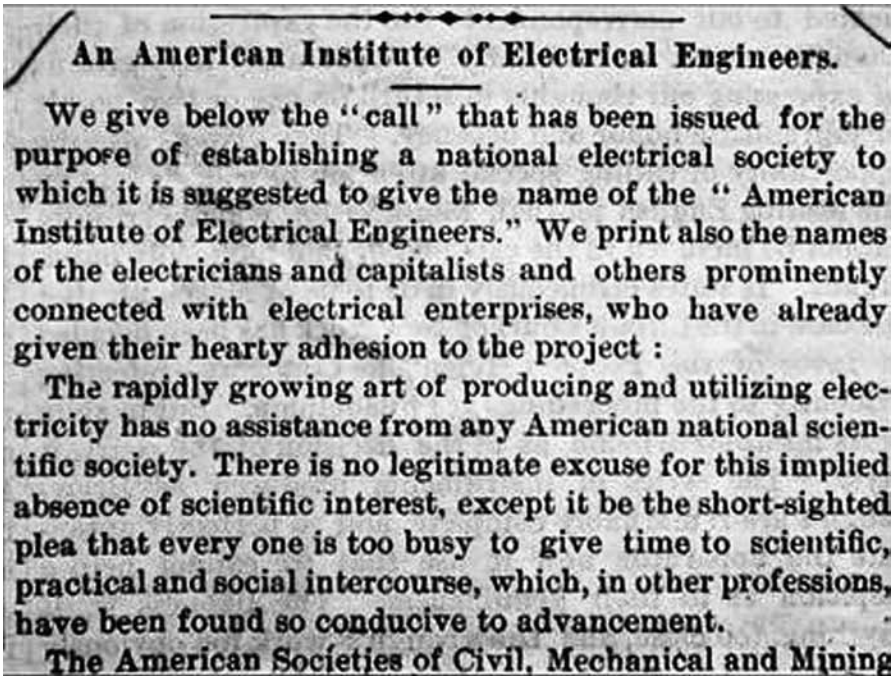 An American Institute of Electrical Engineers.
We give below the “call” that has been issued for the
purpose of establishing a national electrical society to
which it is suggested to give the name of the “ American
Institute of Electrical Engineers.” We print also the names
of the electricians and capitalists and others prominently
connected with electrical enterprises, who have already
given their hearty adhesion to the project :
The rapidly growing art of producing and utilizing elec-
tricity has no assistance from any American national scien-
tific society. There is no legitimate excuse for this implied
absence of scientific interest, except it be the short-sighted
plea that every one is too busy to give time to scientific,
practical and social intercourse, which, in other professions,
have been found so conducive to advancement.
The American Societies of Civil, Mechanical and Mining